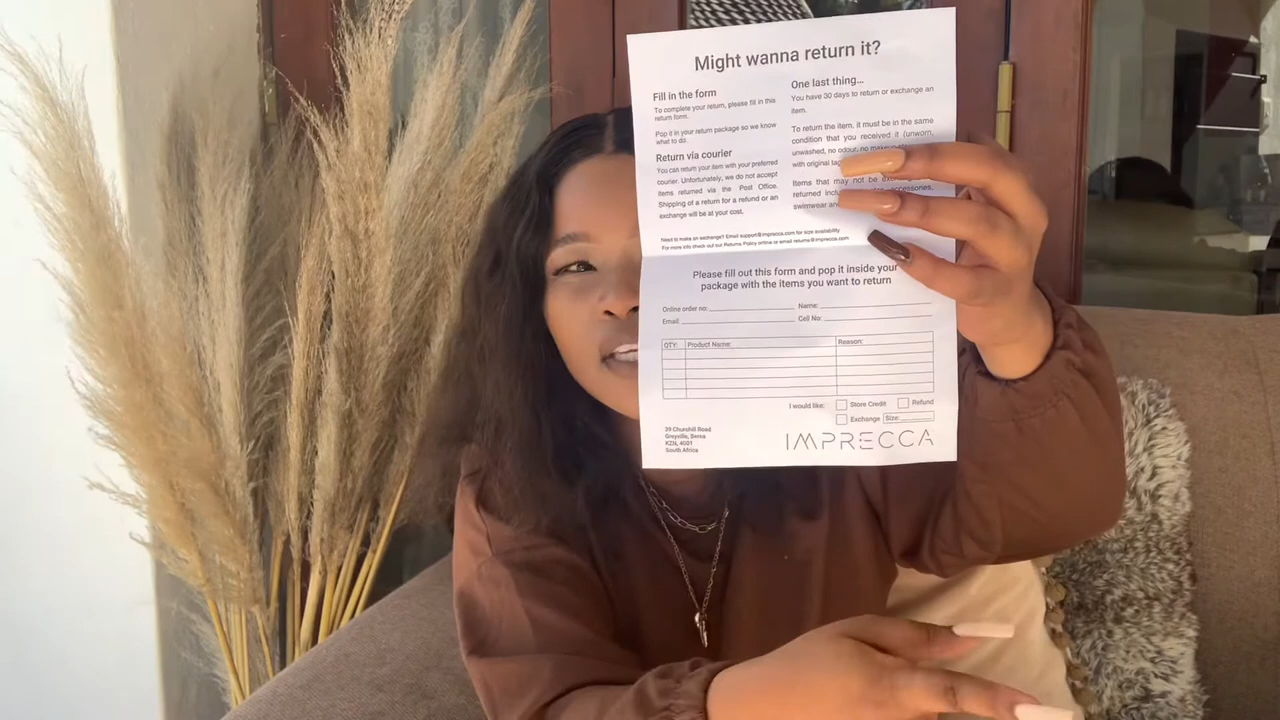 Might wanna return it?
Fill in the form
To complete your return, please fill in this
return form.
Pop it in your return package so we know
what to do.
Return via courier
You can return your item with your preferred
courier. Unfortunately, we do not accept
items returned via the Post Office.
Shipping of a return for a refund or an
exchange will be at your cost.
One last thing...
You have 30 days to return or exchange an
item.
To return the item, it must be in the same
condition that you received it (unworn,
unwashed, no odour, no
with original
Items that may not be
returned accessories,
swimwear
Need to make an exchange? Email support@imprecca.com for size availability
For more info check out our Returns Policy online or email returns@imprecca.com
Please fill out this form and pop it inside your
package with the items you want to return
Online order no: Name:
Email: Cell No:
QTY: Product Name: Reason:
I would like: Store Credit Refund
Exchange Size:
39 Churchill Road
Greyville, Berea
KZN, 4001
South Africa
IMPRECCA